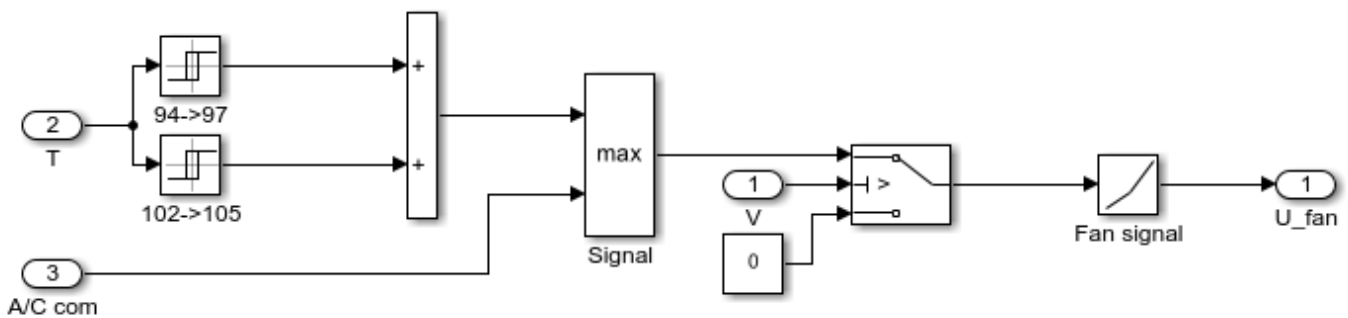 94->97
+
2
T
+
102->105
max
Signal
3
A/C com
1
V
>
0
Fan signal
1
U_fan